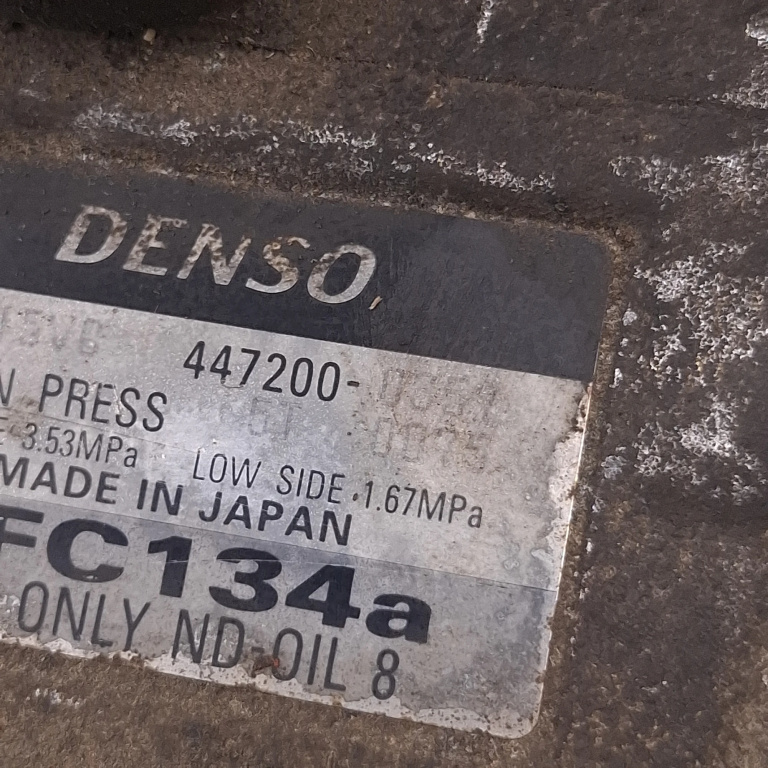 DENSO
447200-
PRESS
3.53MPa LOW SIDE 1.67MPa
MADE IN JAPAN
FC134a
ONLY ND-OIL 8